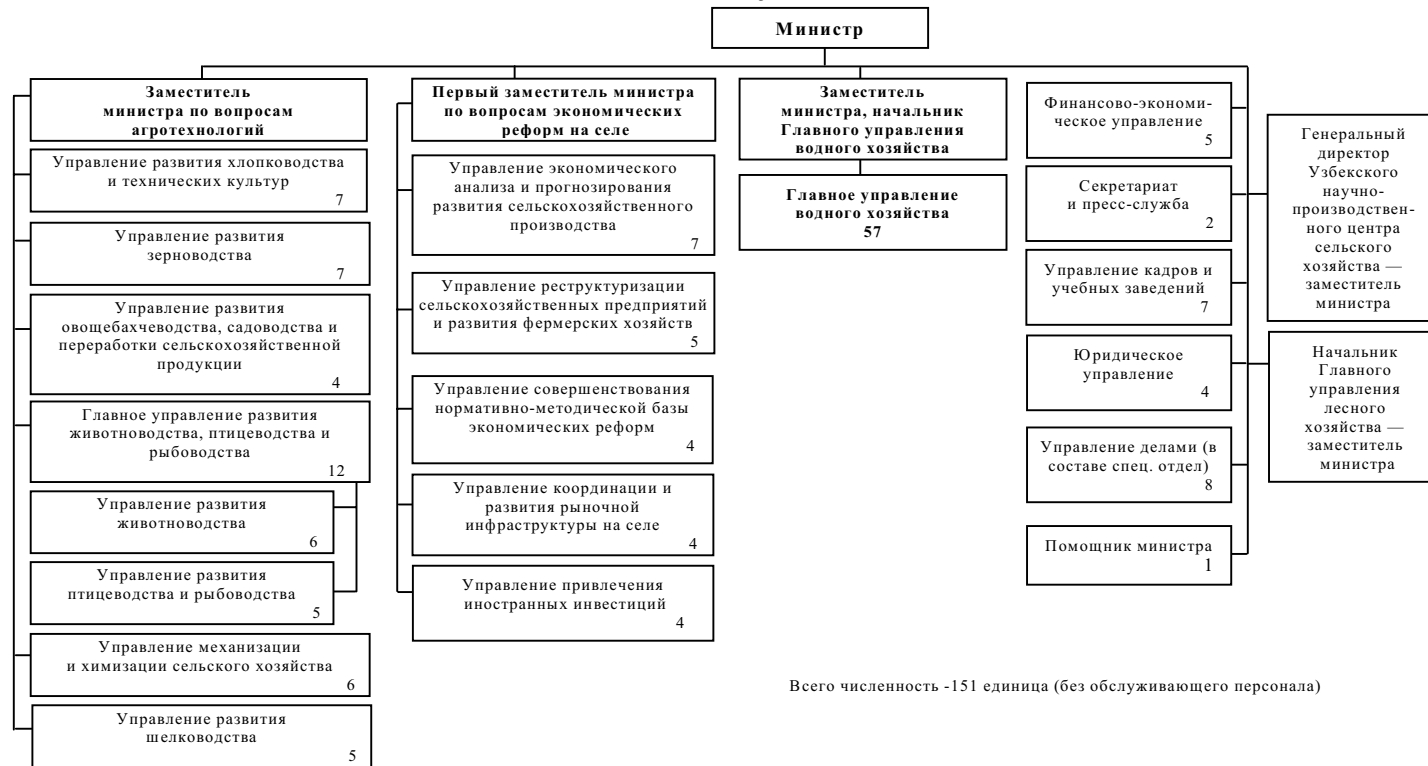 Министр
Заместитель
министра по вопросам
агротехнологий
Управление развития хлопководства
и технических культур
7
Управление развития
зерноводства
7
Управление развития
овощебахчеводства, садоводства и
переработки сельскохозяйственной
продукции
4
Главное управление развития
животноводства, птицеводства и
рыбоводства
12
Управление развития
животноводства
6
Управление развития
птицеводства и рыбоводства
5
Управление механизации
и химизации сельского хозяйства
6
Управление развития
шелководства
5
Первый заместитель министра
по вопросам экономических
реформ на селе
Управление экономического
анализа и прогнозирования
развития сельскохозяйственного
производства
7
Управление реструктуризации
сельскохозяйственных предприятий
и развития фермерских хозяйств
5
Управление совершенствования
нормативно-методической базы
экономических реформ
4
Управление координации и
развития рыночной
инфраструктуры на селе
4
Управление привлечения
иностранных инвестиций
4
Заместитель
министра, начальник
Главного управления
водного хозяйства
Главное управление
водного хозяйства
57
Финансово-экономи-
ческое управление
5
Секретариат
и пресс-служба
2
Управление кадров и
учебных заведений
7
Юридическое
управление
4
Управление делами (в
составе спец. отдел)
8
Помощник министра
1
Генеральный
директор
Узбекского
научно-
производствен-
ного центра
сельского
хозяйства —
заместитель
министра
Начальник
Главного
управления
лесного
хозяйства —
заместитель
министра
Всего численность -151 единица (без обслуживающего персонала)